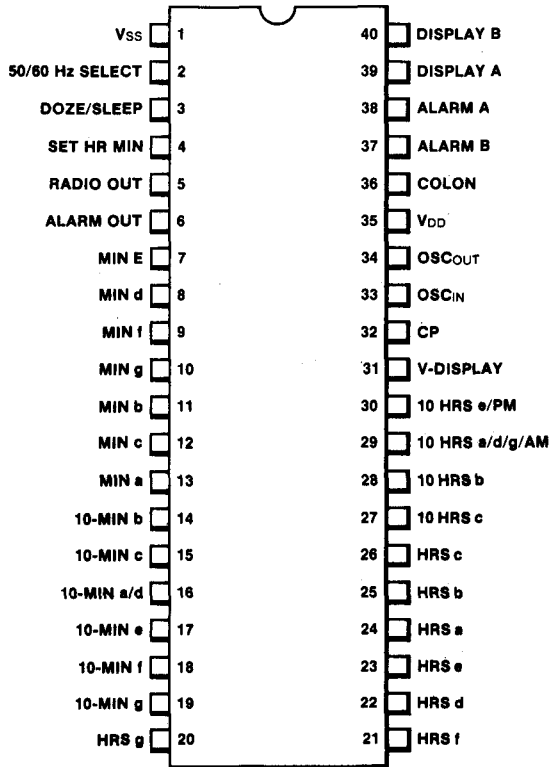 VSS 1 40 DISPLAY B
50/60 Hz SELECT 2 39 DISPLAY A
DOZE/SLEEP 3 38 ALARM A
SET HR MIN 4 37 ALARM B
RADIO OUT 5 36 COLON
ALARM OUT 6 35 VDD
MIN E 7 34 OSCOUT
MIN d 8 33 OSCIN
MIN f 9 32 CP
MIN g 10 31 V-DISPLAY
MIN b 11 30 10 HRS e/PM
MIN c 12 29 10 HRS a/d/g/AM
MIN a 13 28 10 HRS b
10-MIN b 14 27 10 HRS c
10-MIN c 15 26 HRS c
10-MIN a/d 16 25 HRS b
10-MIN e 17 24 HRS a
10-MIN f 18 23 HRS e
10-MIN g 19 22 HRS d
HRS g 20 21 HRS f